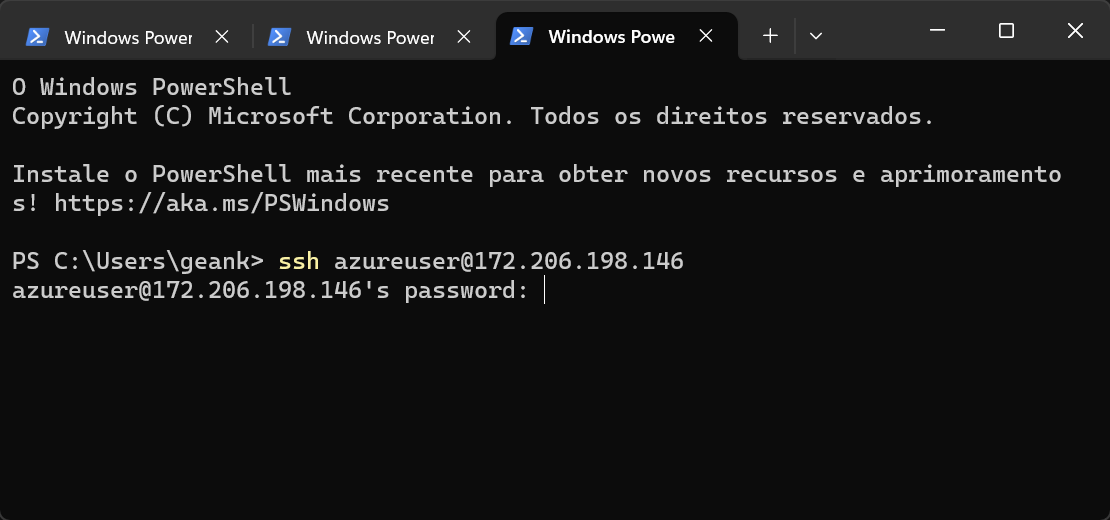 Windows Power
Windows Power
Windows Powe
O Windows PowerShell
Copyright (C) Microsoft Corporation. Todos os direitos reservados.
Instale o PowerShell mais recente para obter novos recursos e aprimoramento
s! https://aka.ms/PSWindows
PS C:\Users\geank> ssh azureuser@172.206.198.146
azureuser@172.206.198.146's password: